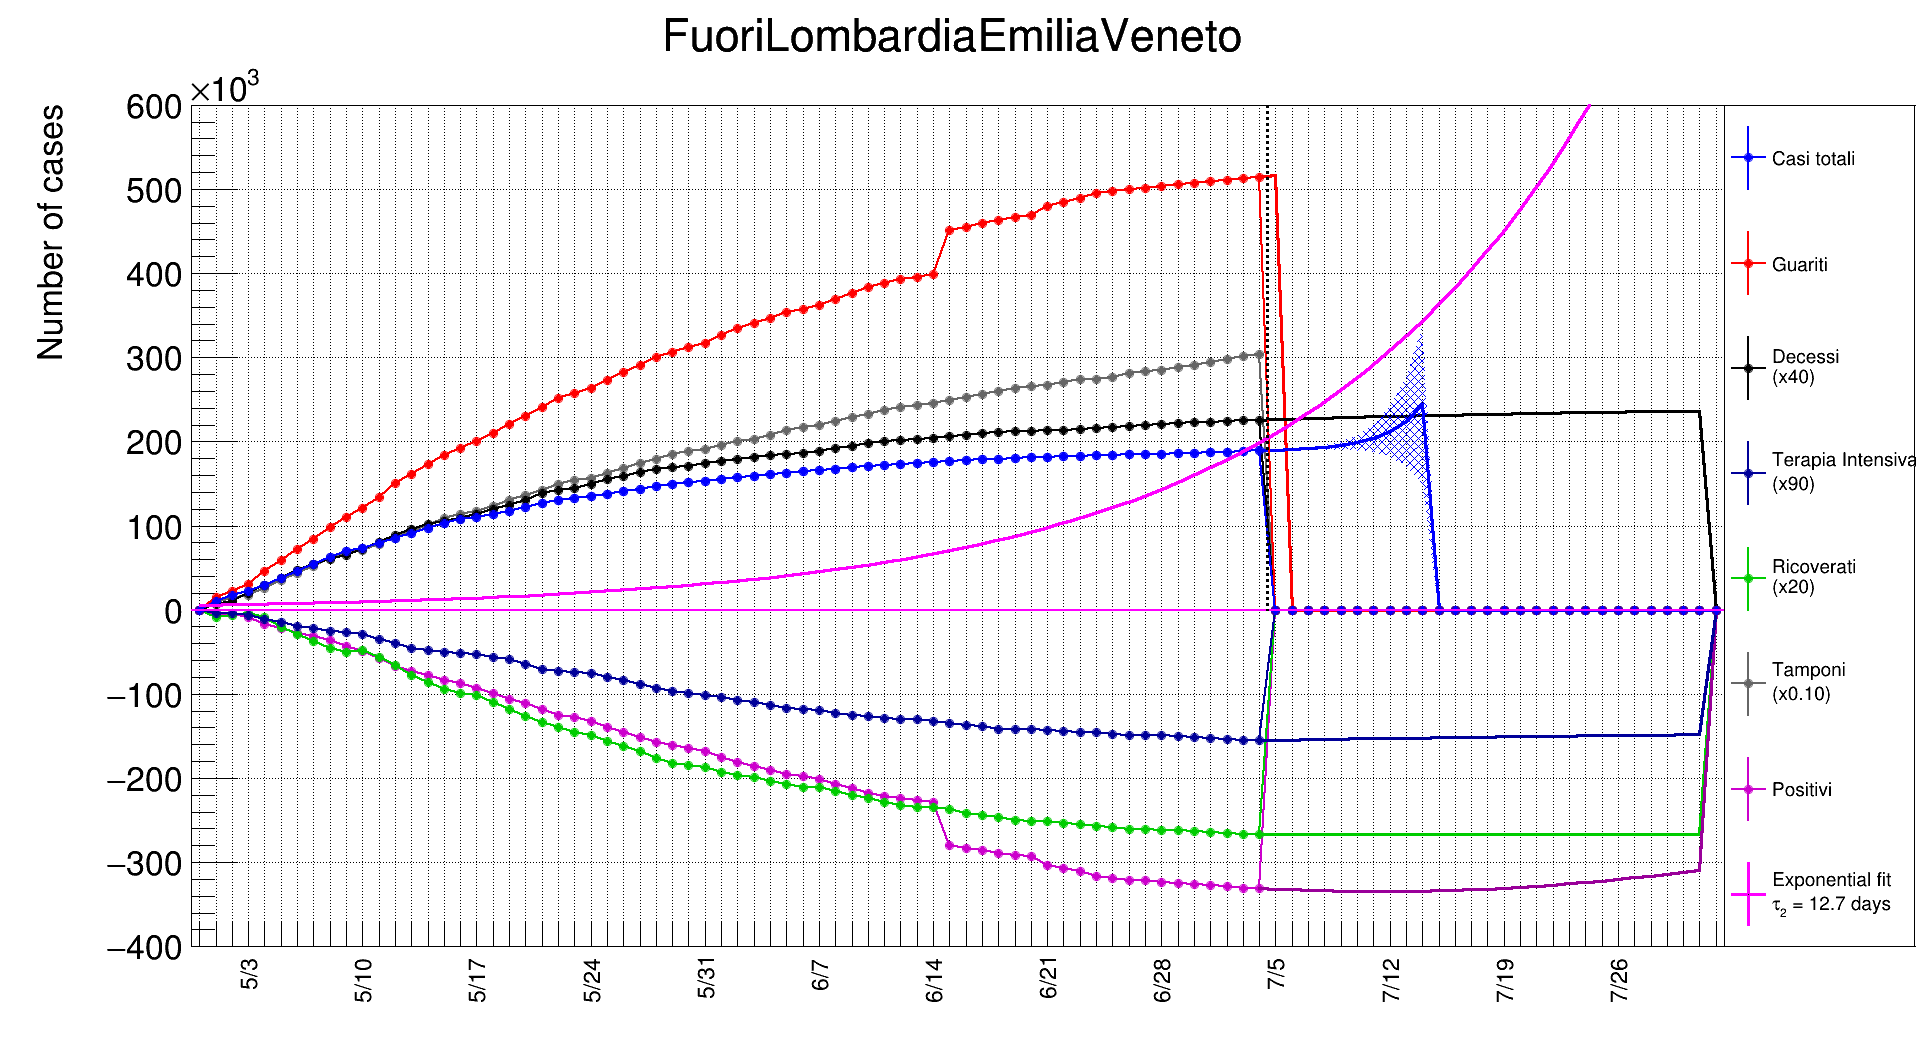 FuoriLombardiaEmiliaVeneto
×10³
Number of cases
600
500
400
300
200
100
0
−100
−200
−300
−400
5/3
5/10
5/17
5/24
5/31
6/7
6/14
6/21
6/28
7/5
7/12
7/19
7/26
Casi totali
Guariti
Decessi
(x40)
Terapia Intensiva
(x90)
Ricoverati
(x20)
Tamponi
(x0.10)
Positivi
Exponential fit
τ₂ = 12.7 days